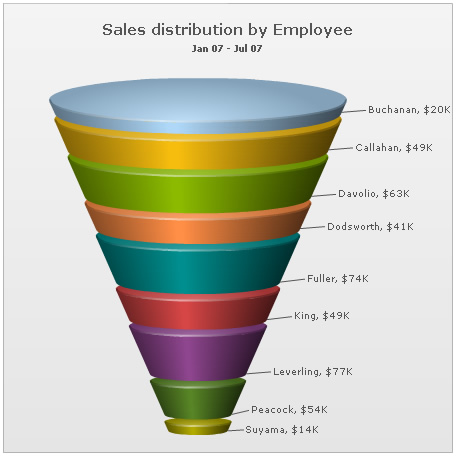 Sales distribution by Employee
Jan 07 - Jul 07
Buchanan, $20K
Callahan, $49K
Davolio, $63K
Dodsworth, $41K
Fuller, $74K
King, $49K
Leverling, $77K
Peacock, $54K
Suyama, $14K